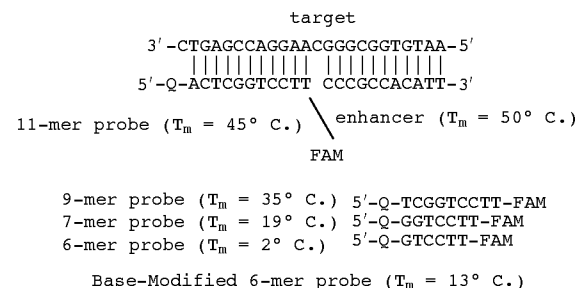 target
3′-CTGAGCCAGGAACGGGCGGTGTAA-5′
5′-Q-ACTCGGTCCTT CCCGCCACATT-3′
11-mer probe (Tm = 45° C.) enhancer (Tm = 50° C.)
FAM
9-mer probe (Tm = 35° C.) 5′-Q-TCGGTCCTT-FAM
7-mer probe (Tm = 19° C.) 5′-Q-GGTCCTT-FAM
6-mer probe (Tm = 2° C.) 5′-Q-GTCCTT-FAM
Base-Modified 6-mer probe (Tm = 13° C.)